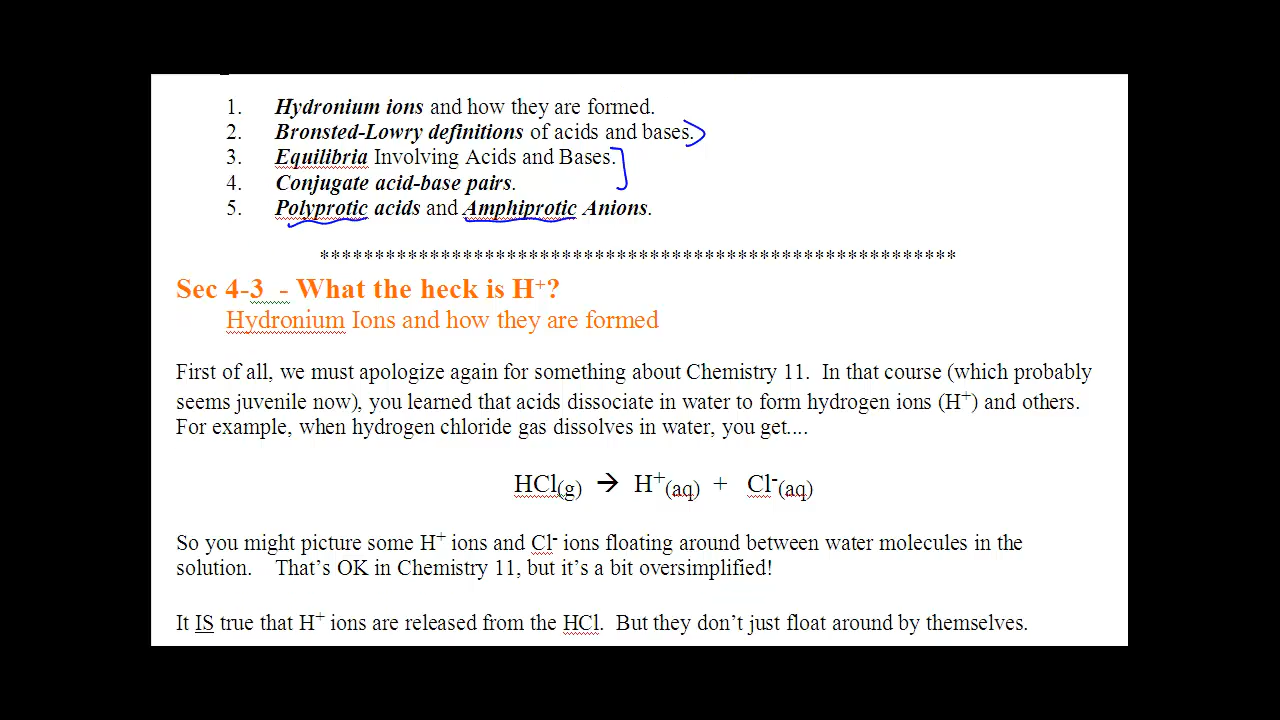 1. Hydronium ions and how they are formed.
2. Bronsted-Lowry definitions of acids and bases.
3. Equilibria Involving Acids and Bases.
4. Conjugate acid-base pairs.
5. Polyprotic acids and Amphiprotic Anions.
**********************************************************
Sec 4-3 - What the heck is H⁺?
Hydronium Ions and how they are formed
First of all, we must apologize again for something about Chemistry 11. In that course (which probably
seems juvenile now), you learned that acids dissociate in water to form hydrogen ions (H⁺) and others.
For example, when hydrogen chloride gas dissolves in water, you get....
HCl(g) → H⁺(aq) + Cl⁻(aq)
So you might picture some H⁺ ions and Cl⁻ ions floating around between water molecules in the
solution. That's OK in Chemistry 11, but it's a bit oversimplified!
It IS true that H⁺ ions are released from the HCl. But they don't just float around by themselves.